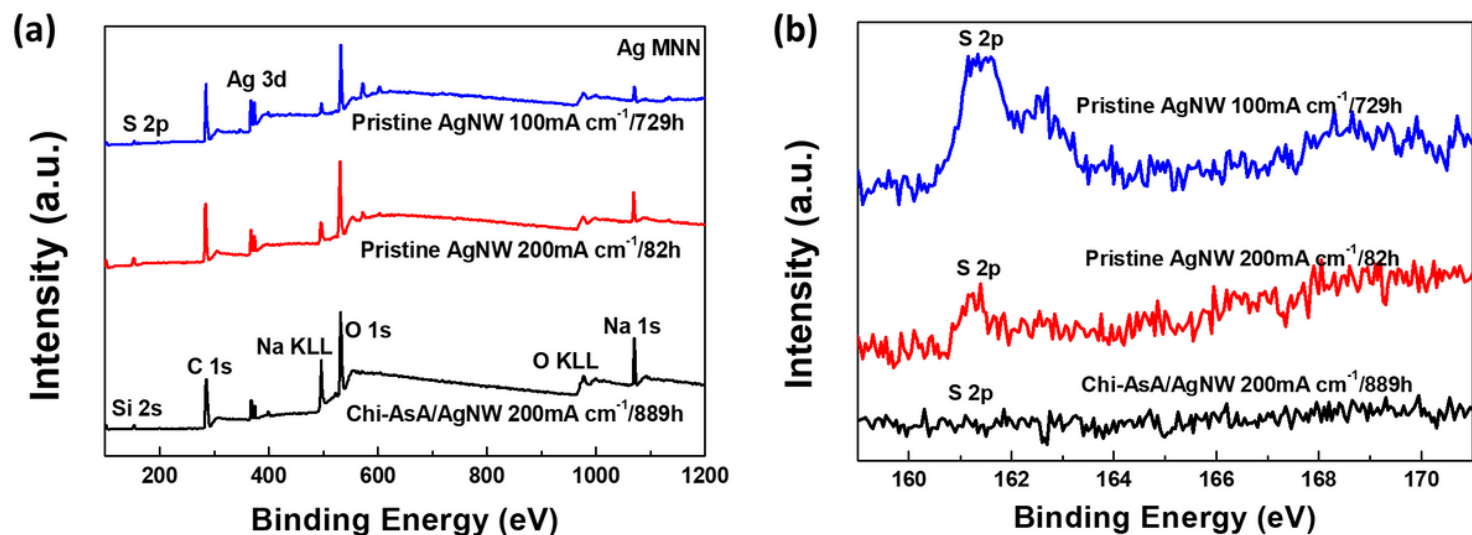 (a)
Ag MNN
Ag 3d
S 2p
Pristine AgNW 100mA cm⁻¹/729h
Pristine AgNW 200mA cm⁻¹/82h
O 1s
Na 1s
Na KLL
O KLL
C 1s
Si 2s
Chi-AsA/AgNW 200mA cm⁻¹/889h
Intensity (a.u.)
200 400 600 800 1000 1200
Binding Energy (eV)
(b)
S 2p
Pristine AgNW 100mA cm⁻¹/729h
S 2p
Pristine AgNW 200mA cm⁻¹/82h
S 2p
Chi-AsA/AgNW 200mA cm⁻¹/889h
Intensity (a.u.)
160 162 164 166 168 170
Binding Energy (eV)